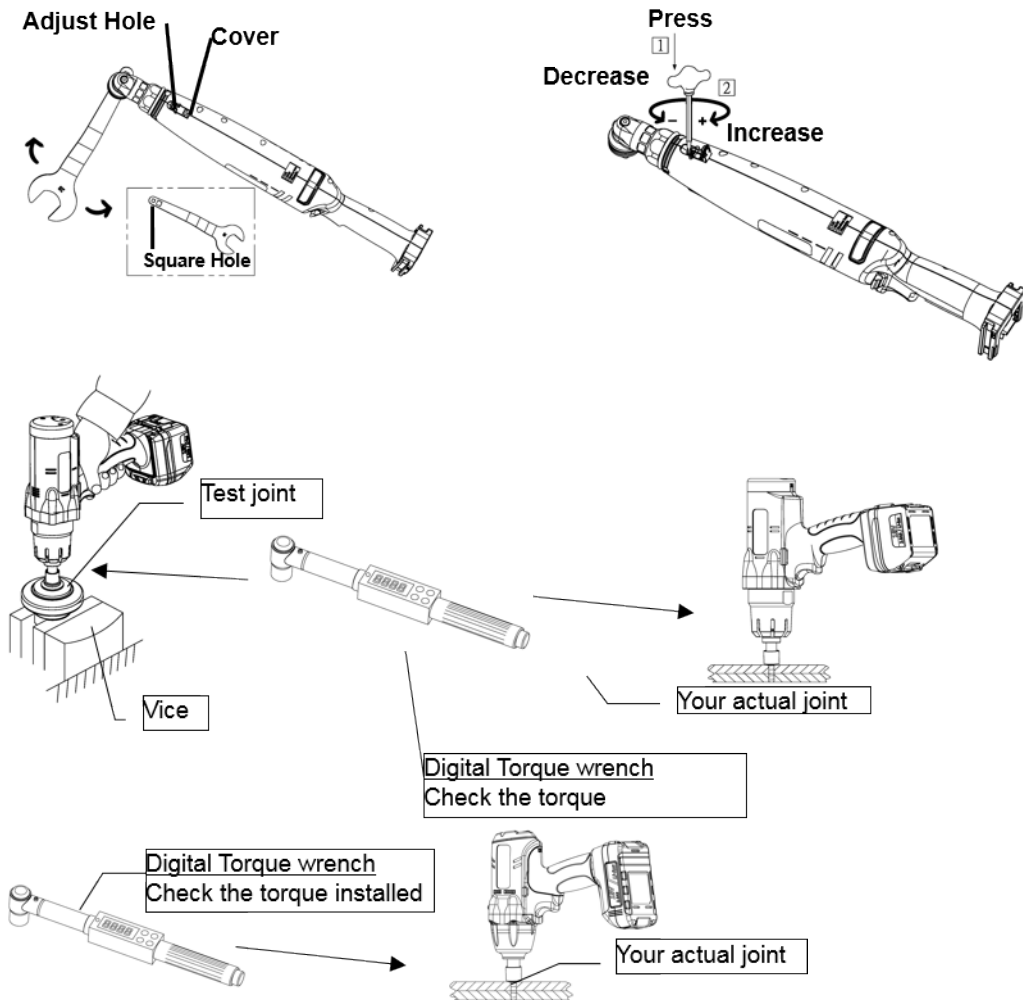 Adjust Hole
Cover
Square Hole
Press
1
Decrease
2
- +
Increase
Test joint
Vice
Your actual joint
Digital Torque wrench
Check the torque
Digital Torque wrench
Check the torque installed
Your actual joint